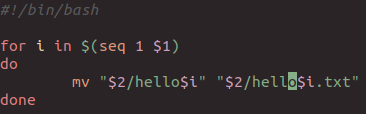 #!/bin/bash
for i in $(seq 1 $1)
do
mv "$2/hello$i" "$2/hello$i.txt"
done